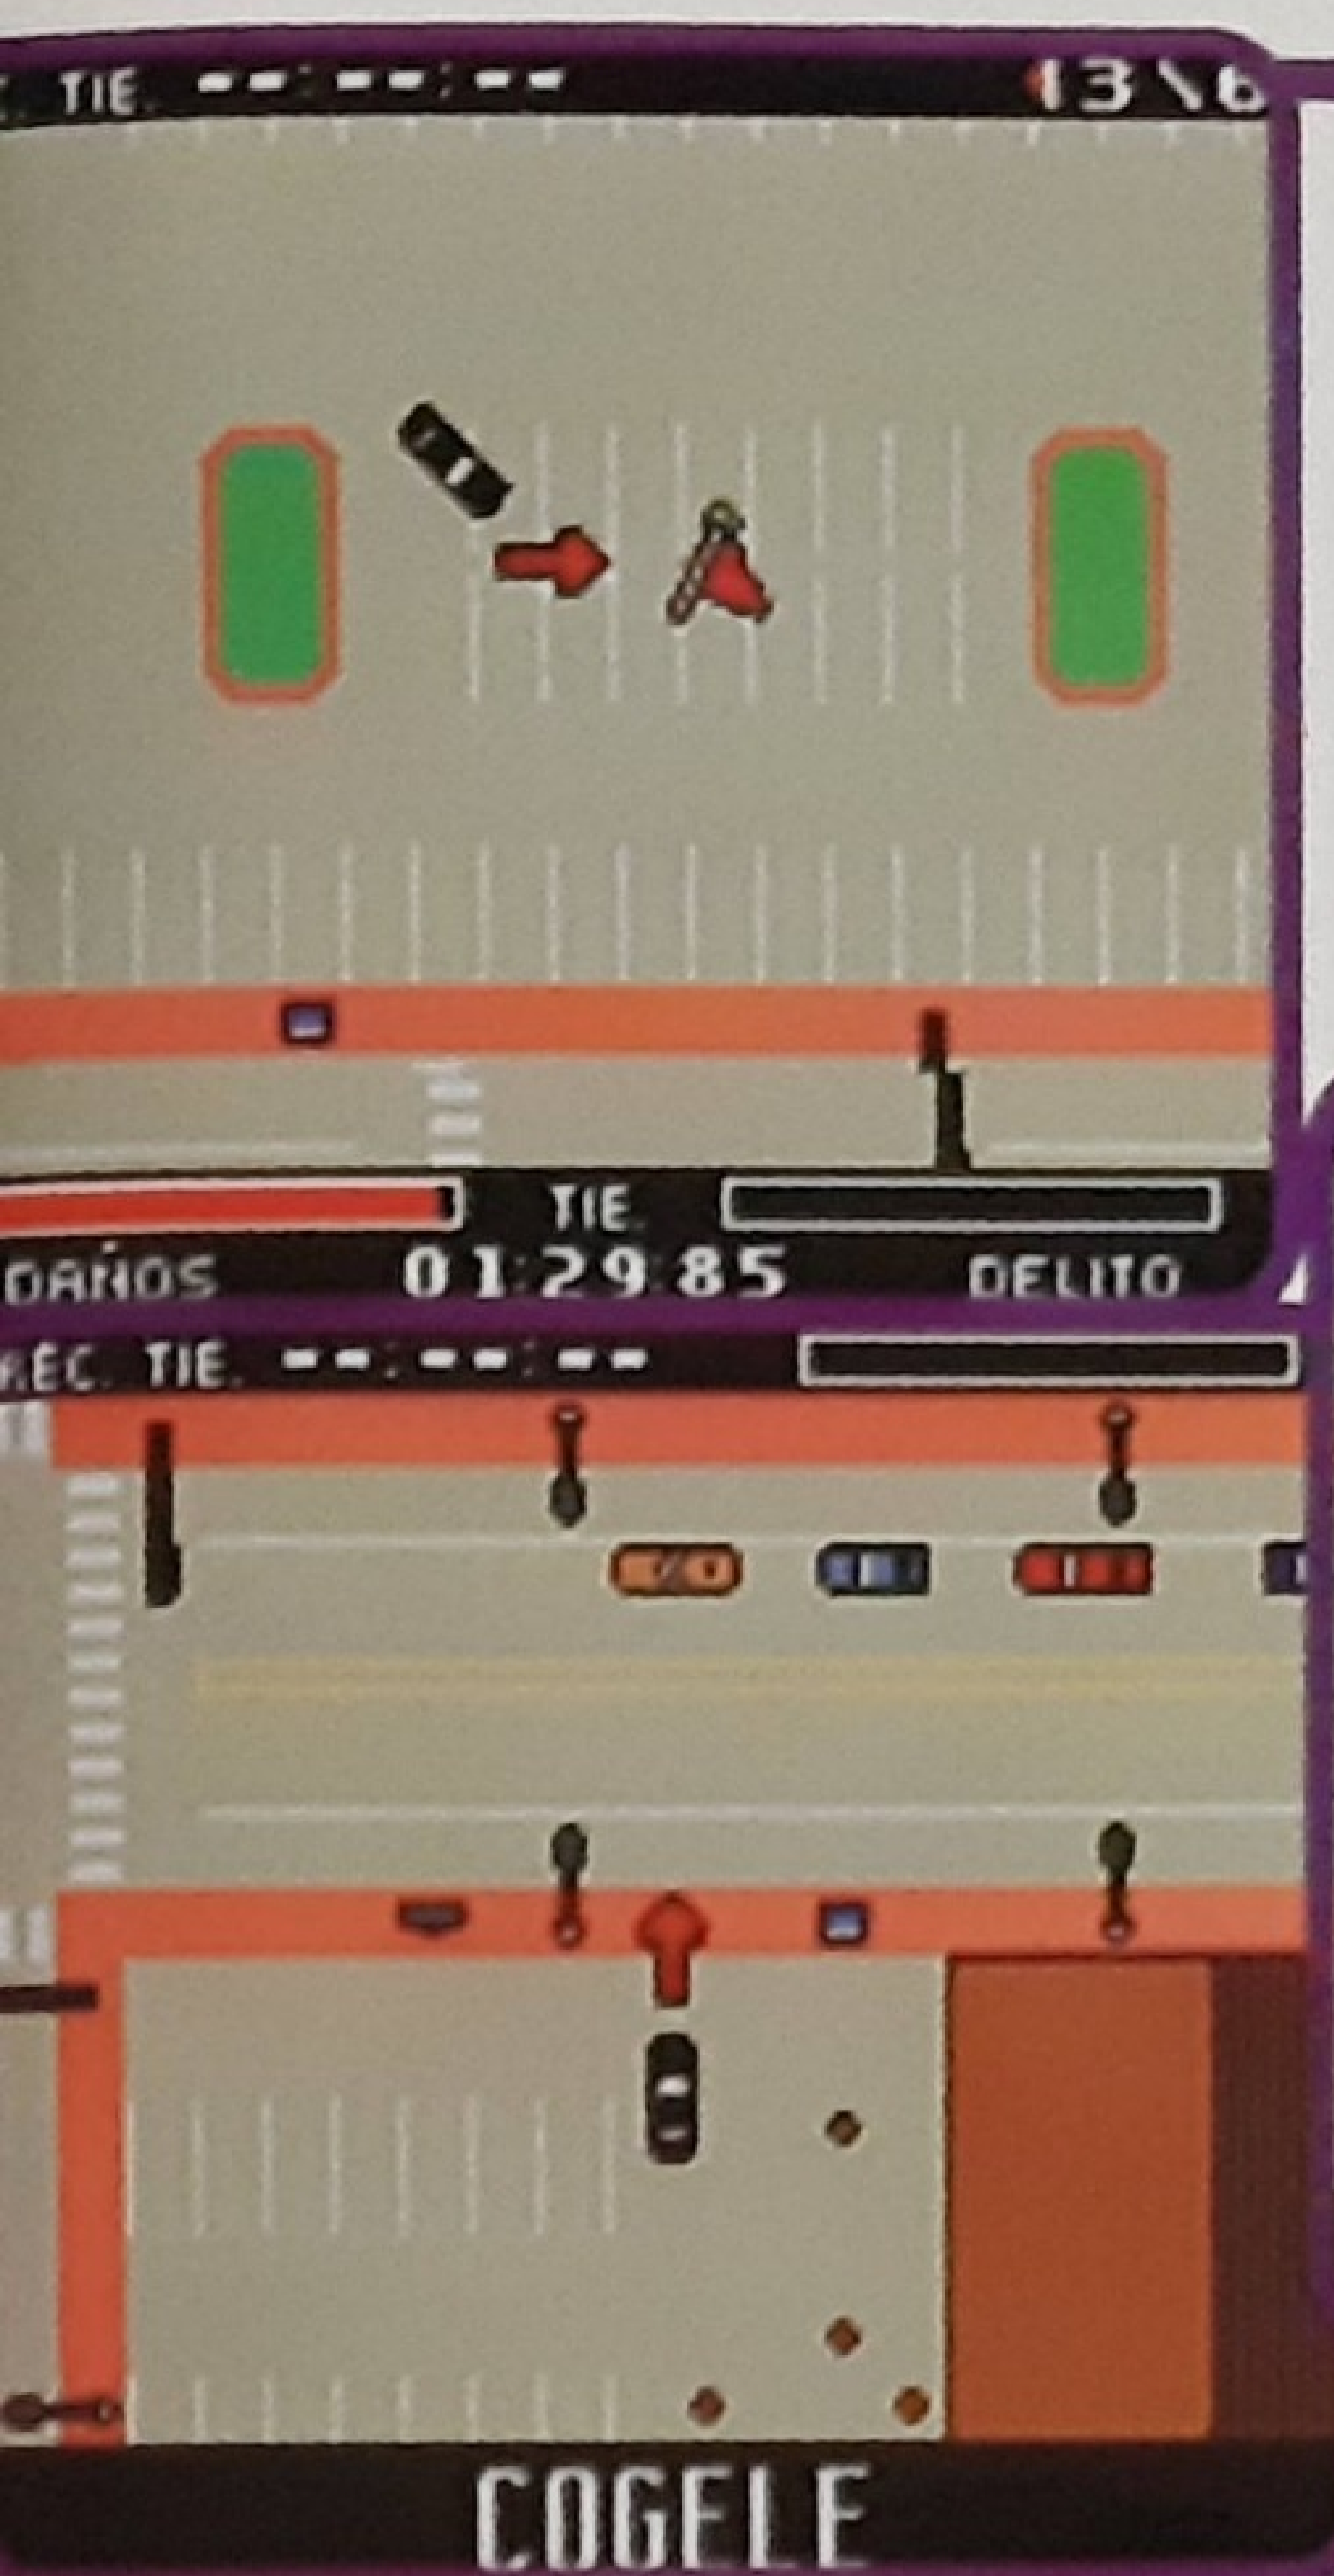 . TIE. -- : -- : -- 13\6
TIE.
DAÑOS 01:29:85 DELITO
REC. TIE. -- : -- : --
COGELE